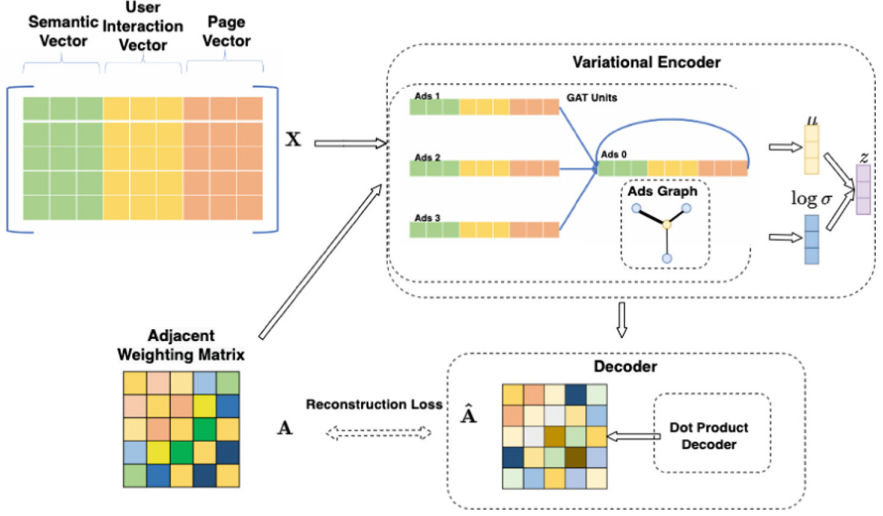 Semantic
Vector
User
Interaction
Vector
Page
Vector
X
Variational Encoder
Ads 1
GAT Units
Ads 2
Ads 0
Ads 3
Ads Graph
u
log σ
z
Adjacent
Weighting Matrix
A
Reconstruction Loss
Decoder
Â
Dot Product
Decoder